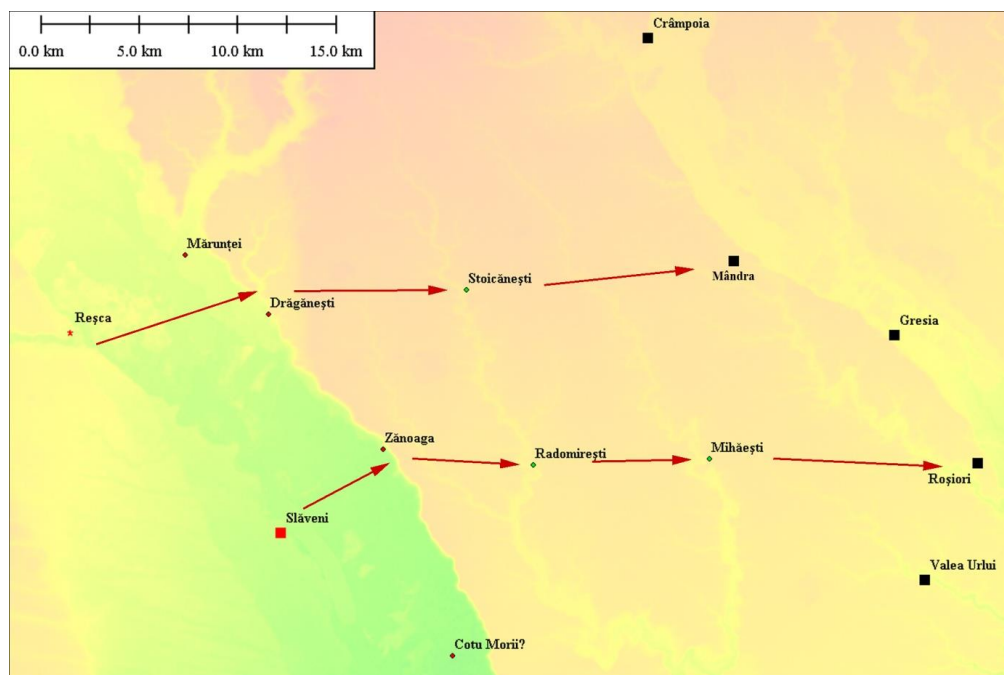 Crâmpoia
0.0 km 5.0 km 10.0 km 15.0 km
Mărunței
Stoicănești
Mândra
Drăgănești
Reșca
Gresia
Zănoaga
Mihăești
Radomirești
Roșiori
Slăveni
Valea Urlui
Cotu Morii?